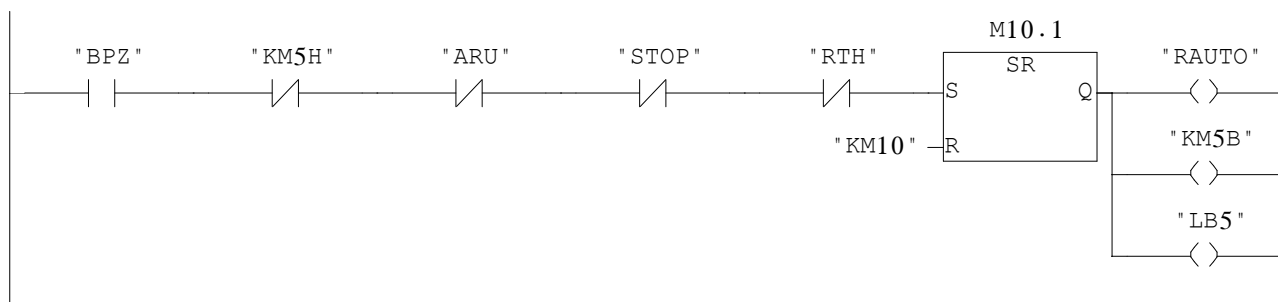 M10.1
"BPZ" "KM5H" "ARU" "STOP" "RTH" SR "RAUTO"
S Q
"KM5B"
"KM10" R
"LB5"